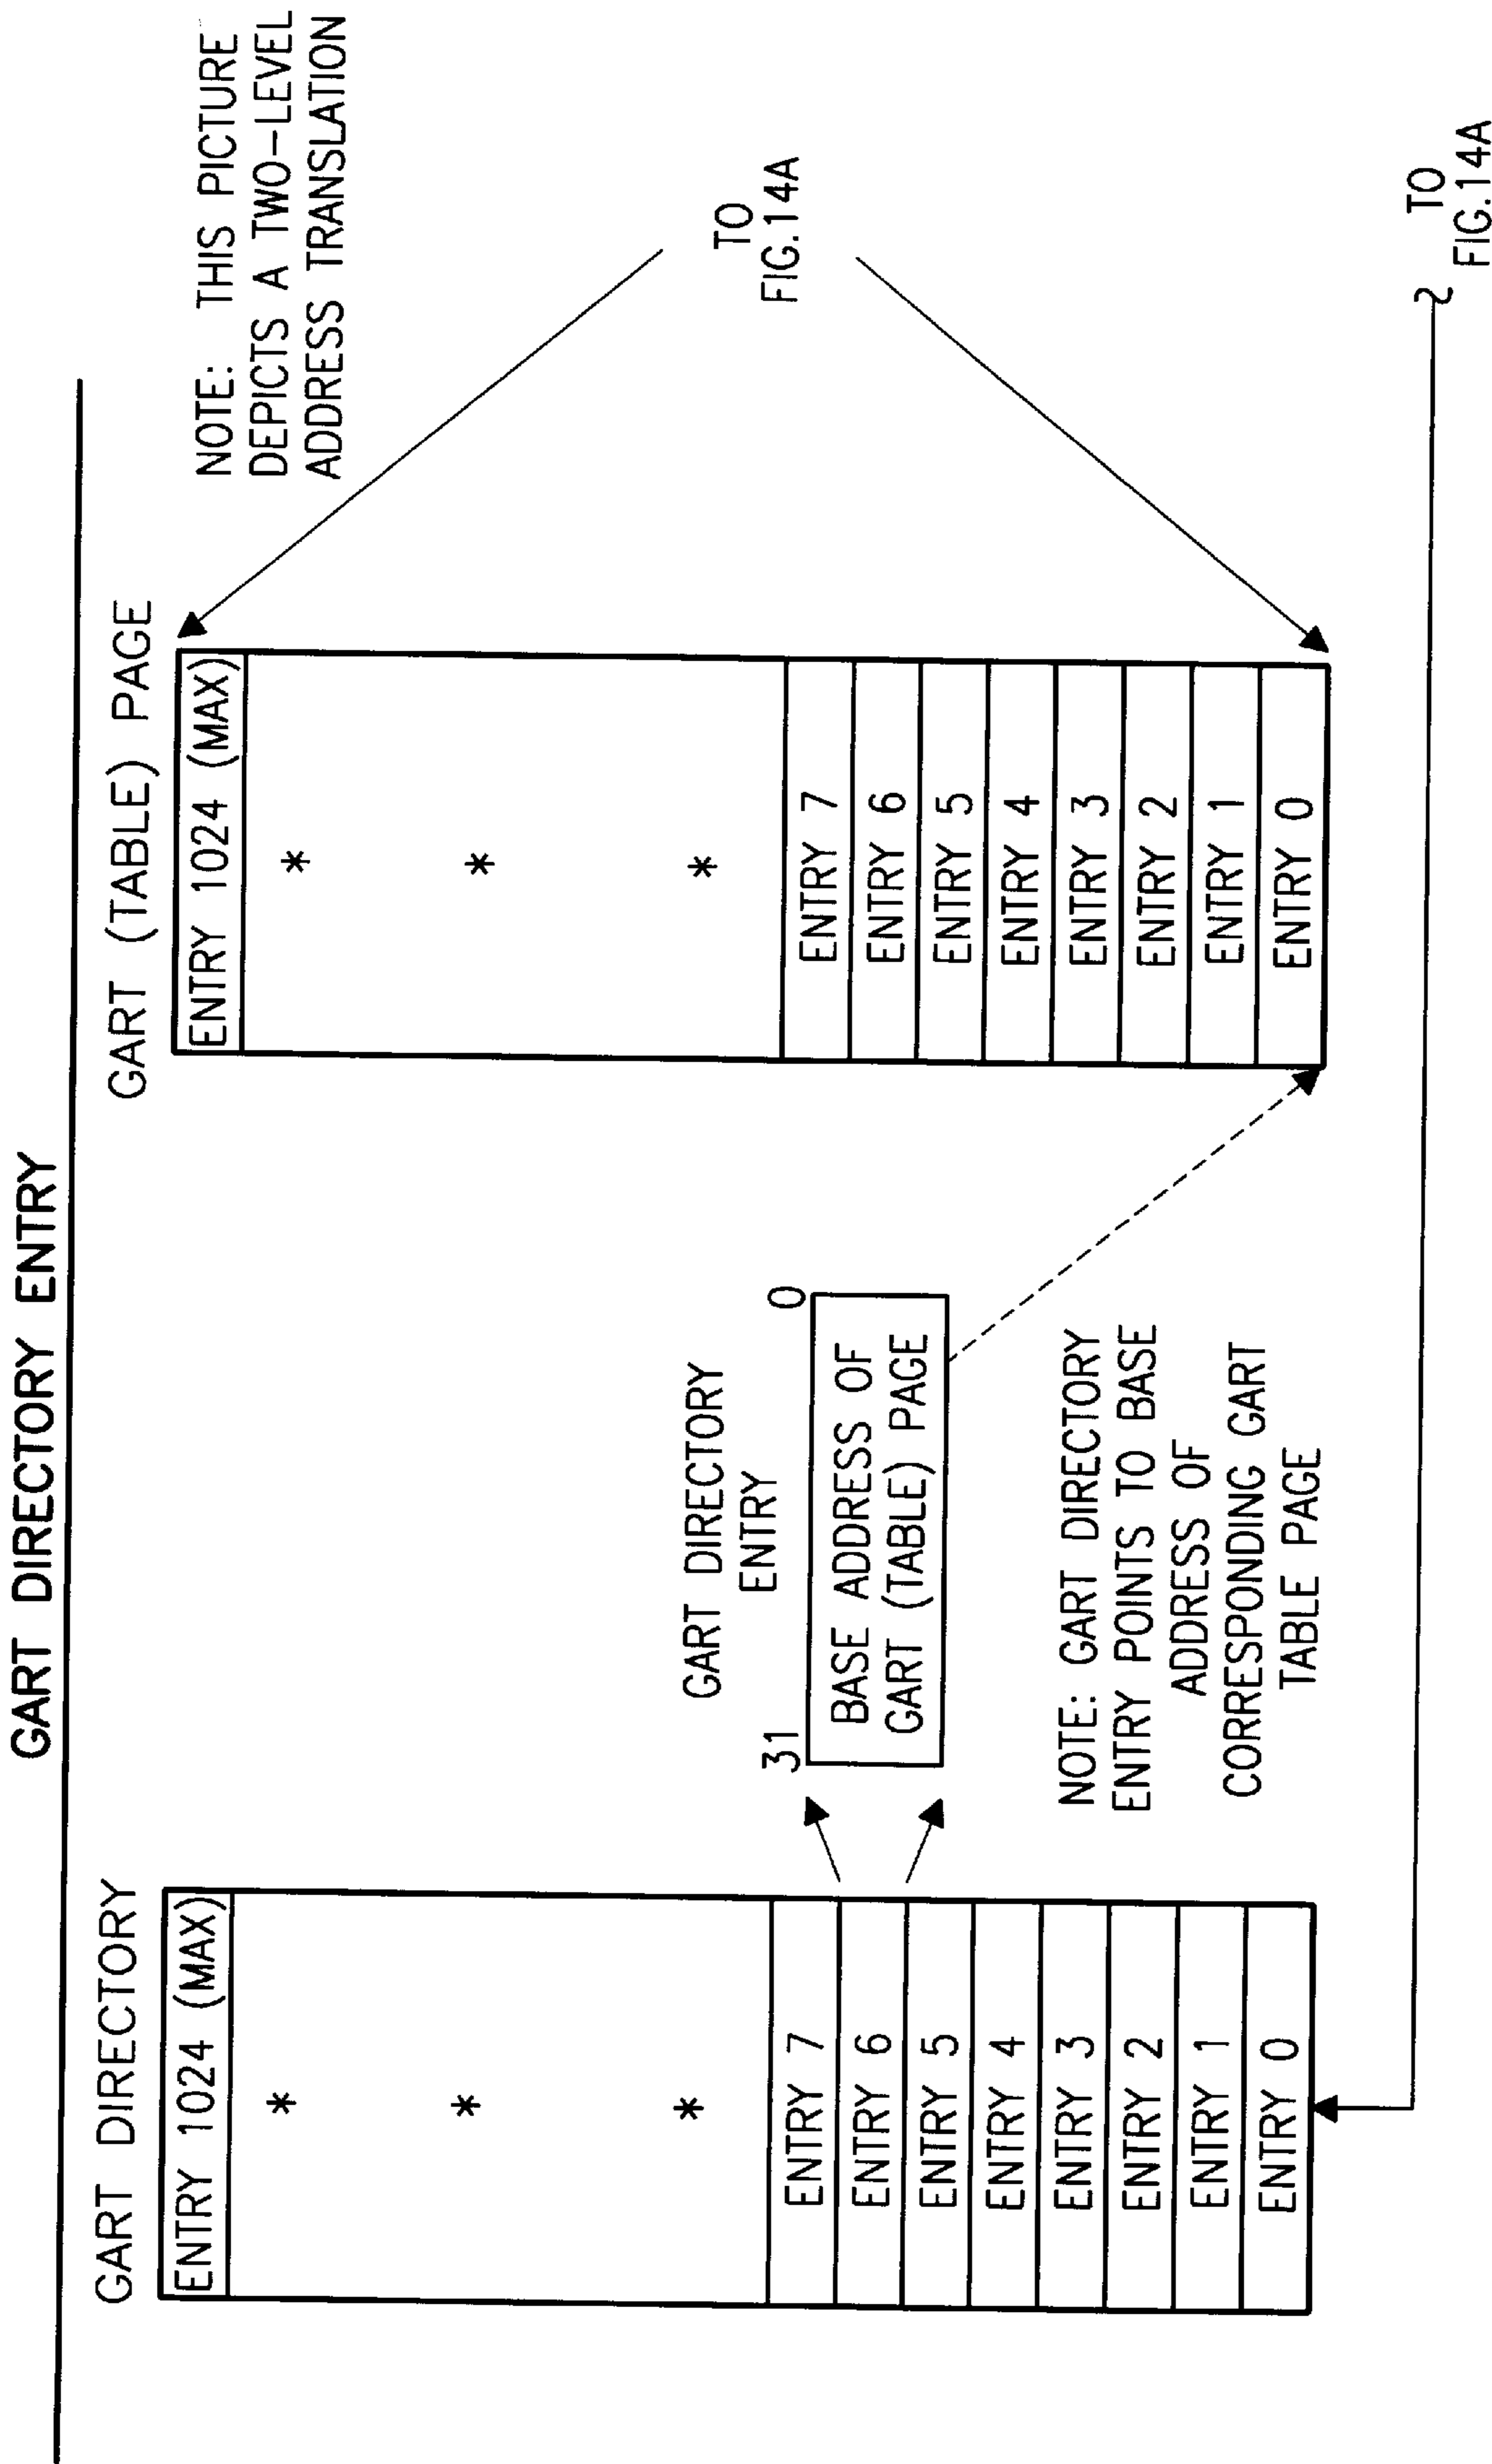 GART DIRECTORY ENTRY
GART DIRECTORY
ENTRY 1024 (MAX)
*
*
*
ENTRY 7
ENTRY 6
ENTRY 5
ENTRY 4
ENTRY 3
ENTRY 2
ENTRY 1
ENTRY 0
GART DIRECTORY
ENTRY
31
0
BASE ADDRESS OF
GART (TABLE) PAGE
NOTE: GART DIRECTORY
ENTRY POINTS TO BASE
ADDRESS OF
CORRESPONDING GART
TABLE PAGE
GART (TABLE) PAGE
ENTRY 1024 (MAX)
*
*
*
ENTRY 7
ENTRY 6
ENTRY 5
ENTRY 4
ENTRY 3
ENTRY 2
ENTRY 1
ENTRY 0
NOTE: THIS PICTURE
DEPICTS A TWO-LEVEL
ADDRESS TRANSLATION
TO
FIG.14A
TO
FIG.14A